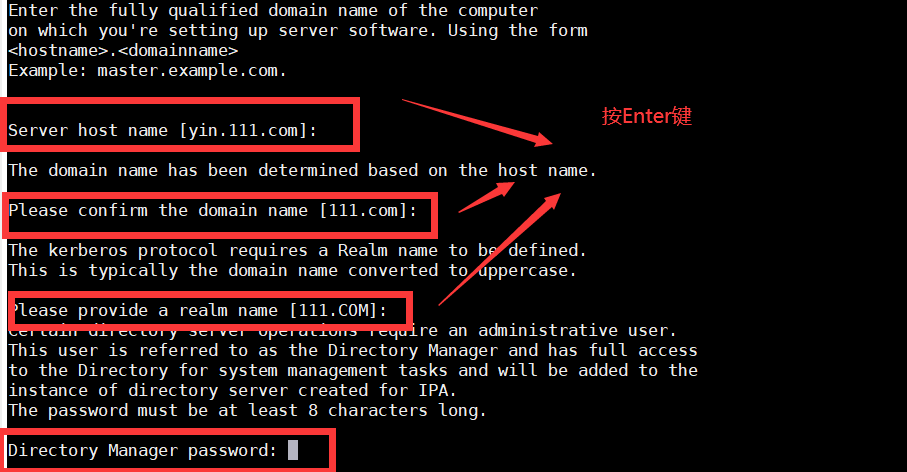 Enter the fully qualified domain name of the computer
on which you're setting up server software. Using the form
<hostname>.<domainname>
Example: master.example.com.
Server host name [yin.111.com]:
按Enter键
The domain name has been determined based on the host name.
Please confirm the domain name [111.com]:
The kerberos protocol requires a Realm name to be defined.
This is typically the domain name converted to uppercase.
Please provide a realm name [111.COM]:
Certain directory server operations require an administrative user.
This user is referred to as the Directory Manager and has full access
to the Directory for system management tasks and will be added to the
instance of directory server created for IPA.
The password must be at least 8 characters long.
Directory Manager password: